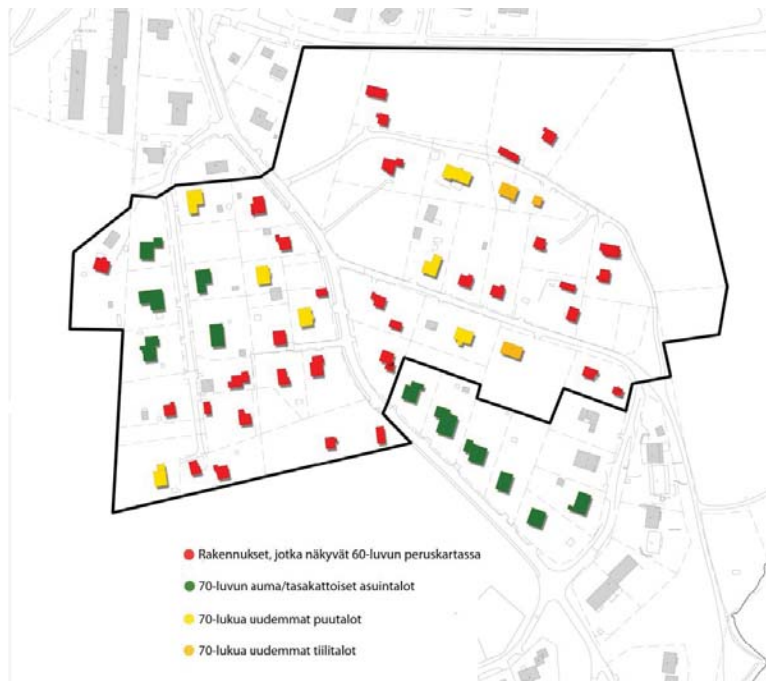 Rakennukset, jotka näkyvät 60-luvun peruskartassa
70-luvun auma/tasakattoiset asuintalot
70-lukua uudemmat puutalot
70-lukua uudemmat tiilitalot